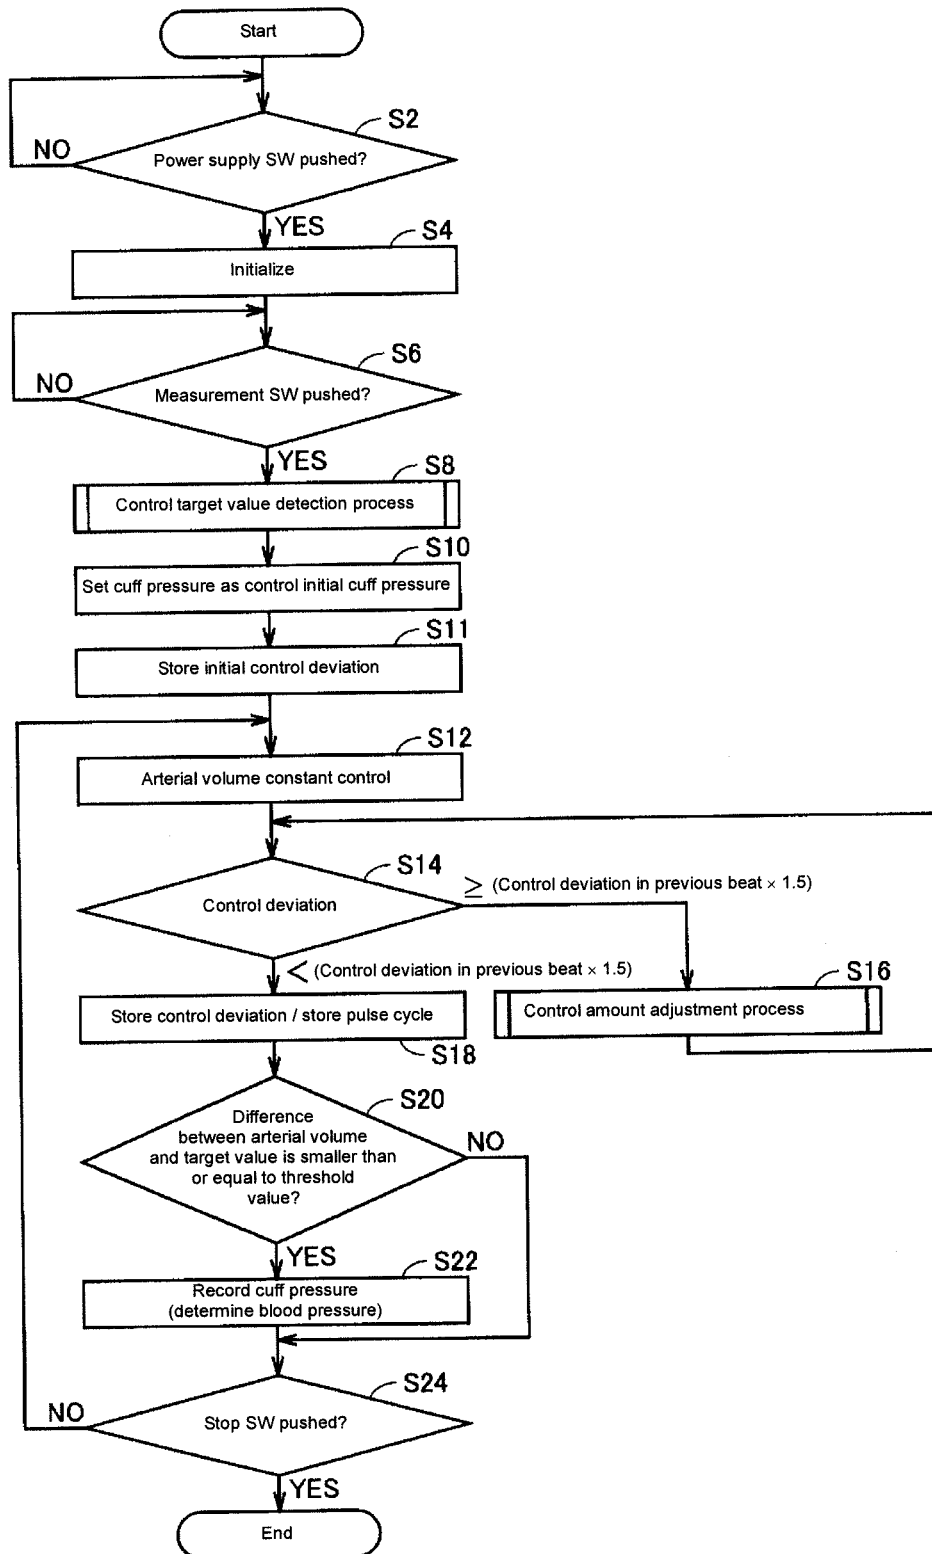 Start
S2
NO
Power supply SW pushed?
YES
S4
Initialize
S6
NO
Measurement SW pushed?
YES
S8
Control target value detection process
S10
Set cuff pressure as control initial cuff pressure
S11
Store initial control deviation
S12
Arterial volume constant control
S14
≥ (Control deviation in previous beat × 1.5)
Control deviation
< (Control deviation in previous beat × 1.5)
S16
Control amount adjustment process
Store control deviation / store pulse cycle
S18
S20
Difference
between arterial volume
and target value is smaller than
or equal to threshold
value?
NO
YES
S22
Record cuff pressure
(determine blood pressure)
S24
NO
Stop SW pushed?
YES
End